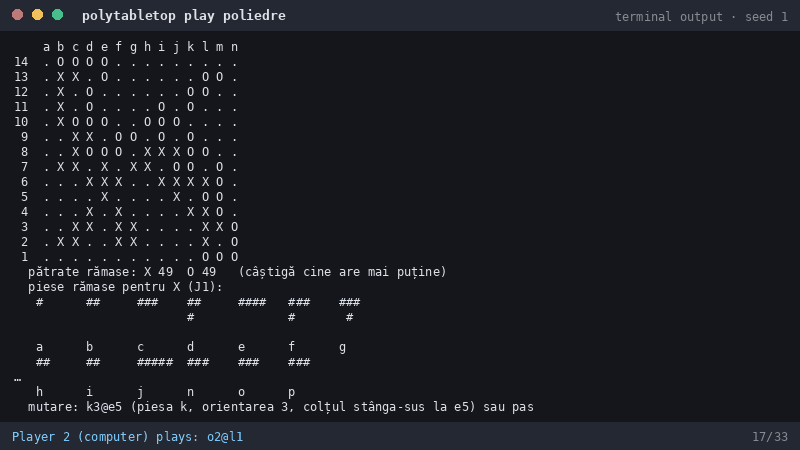 polytabletop play poliedre
terminal output · seed 1
a b c d e f g h i j k l m n
14 . O O O O . . . . . . . . .
13 . X X . O . . . . . . O O .
12 . X . O . . . . . . O O . .
11 . X . O . . . . O . O . . .
10 . X O O O . . O O O . . . .
9 . . X X . O O . O . O . . .
8 . . X O O O . X X X O O . .
7 . X X . X . X X . O O . O .
6 . . . X X X . . X X X X O .
5 . . . . X . . . . X . O O .
4 . . . X . X . . . . X X O .
3 . . X X . X X . . . . X X O
2 . X X . . X X . . . . X . O
1 . . . . . . . . . . . O O O
pătrate rămase: X 49 O 49 (câștigă cine are mai puține)
piese rămase pentru X (J1):
# ## ### ## #### ### ###
# # #
a b c d e f g
## ## ##### ### ### ###
…
h i j n o p
mutare: k3@e5 (piesa k, orientarea 3, colțul stânga-sus la e5) sau pas
Player 2 (computer) plays: o2@l1
17/33